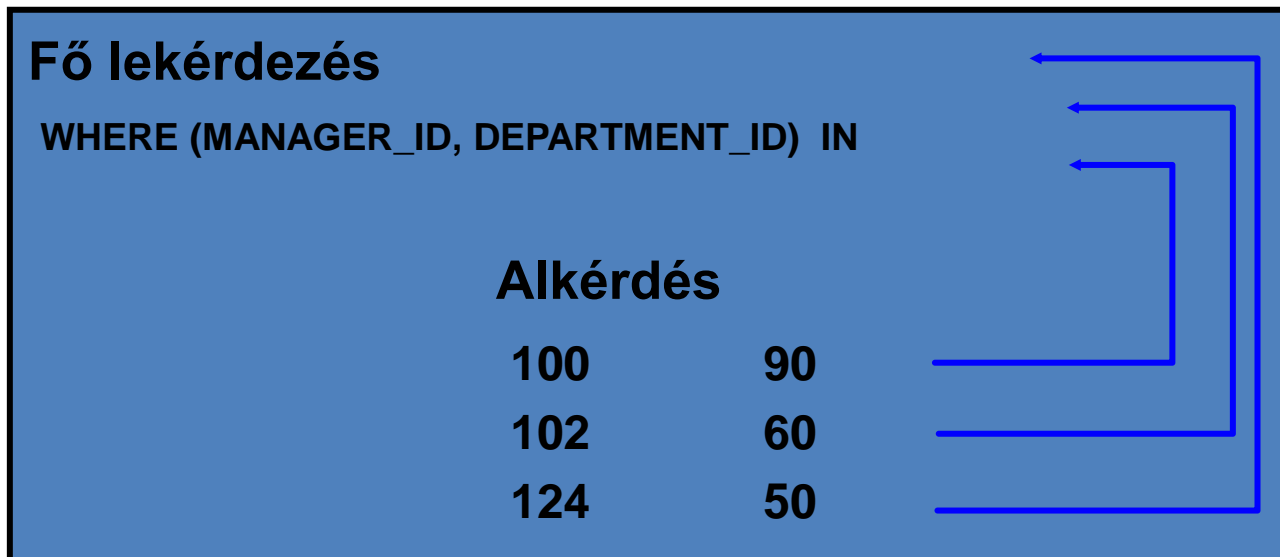 Fő lekérdezés
WHERE (MANAGER_ID, DEPARTMENT_ID) IN
Alkérdés
100 90
102 60
124 50